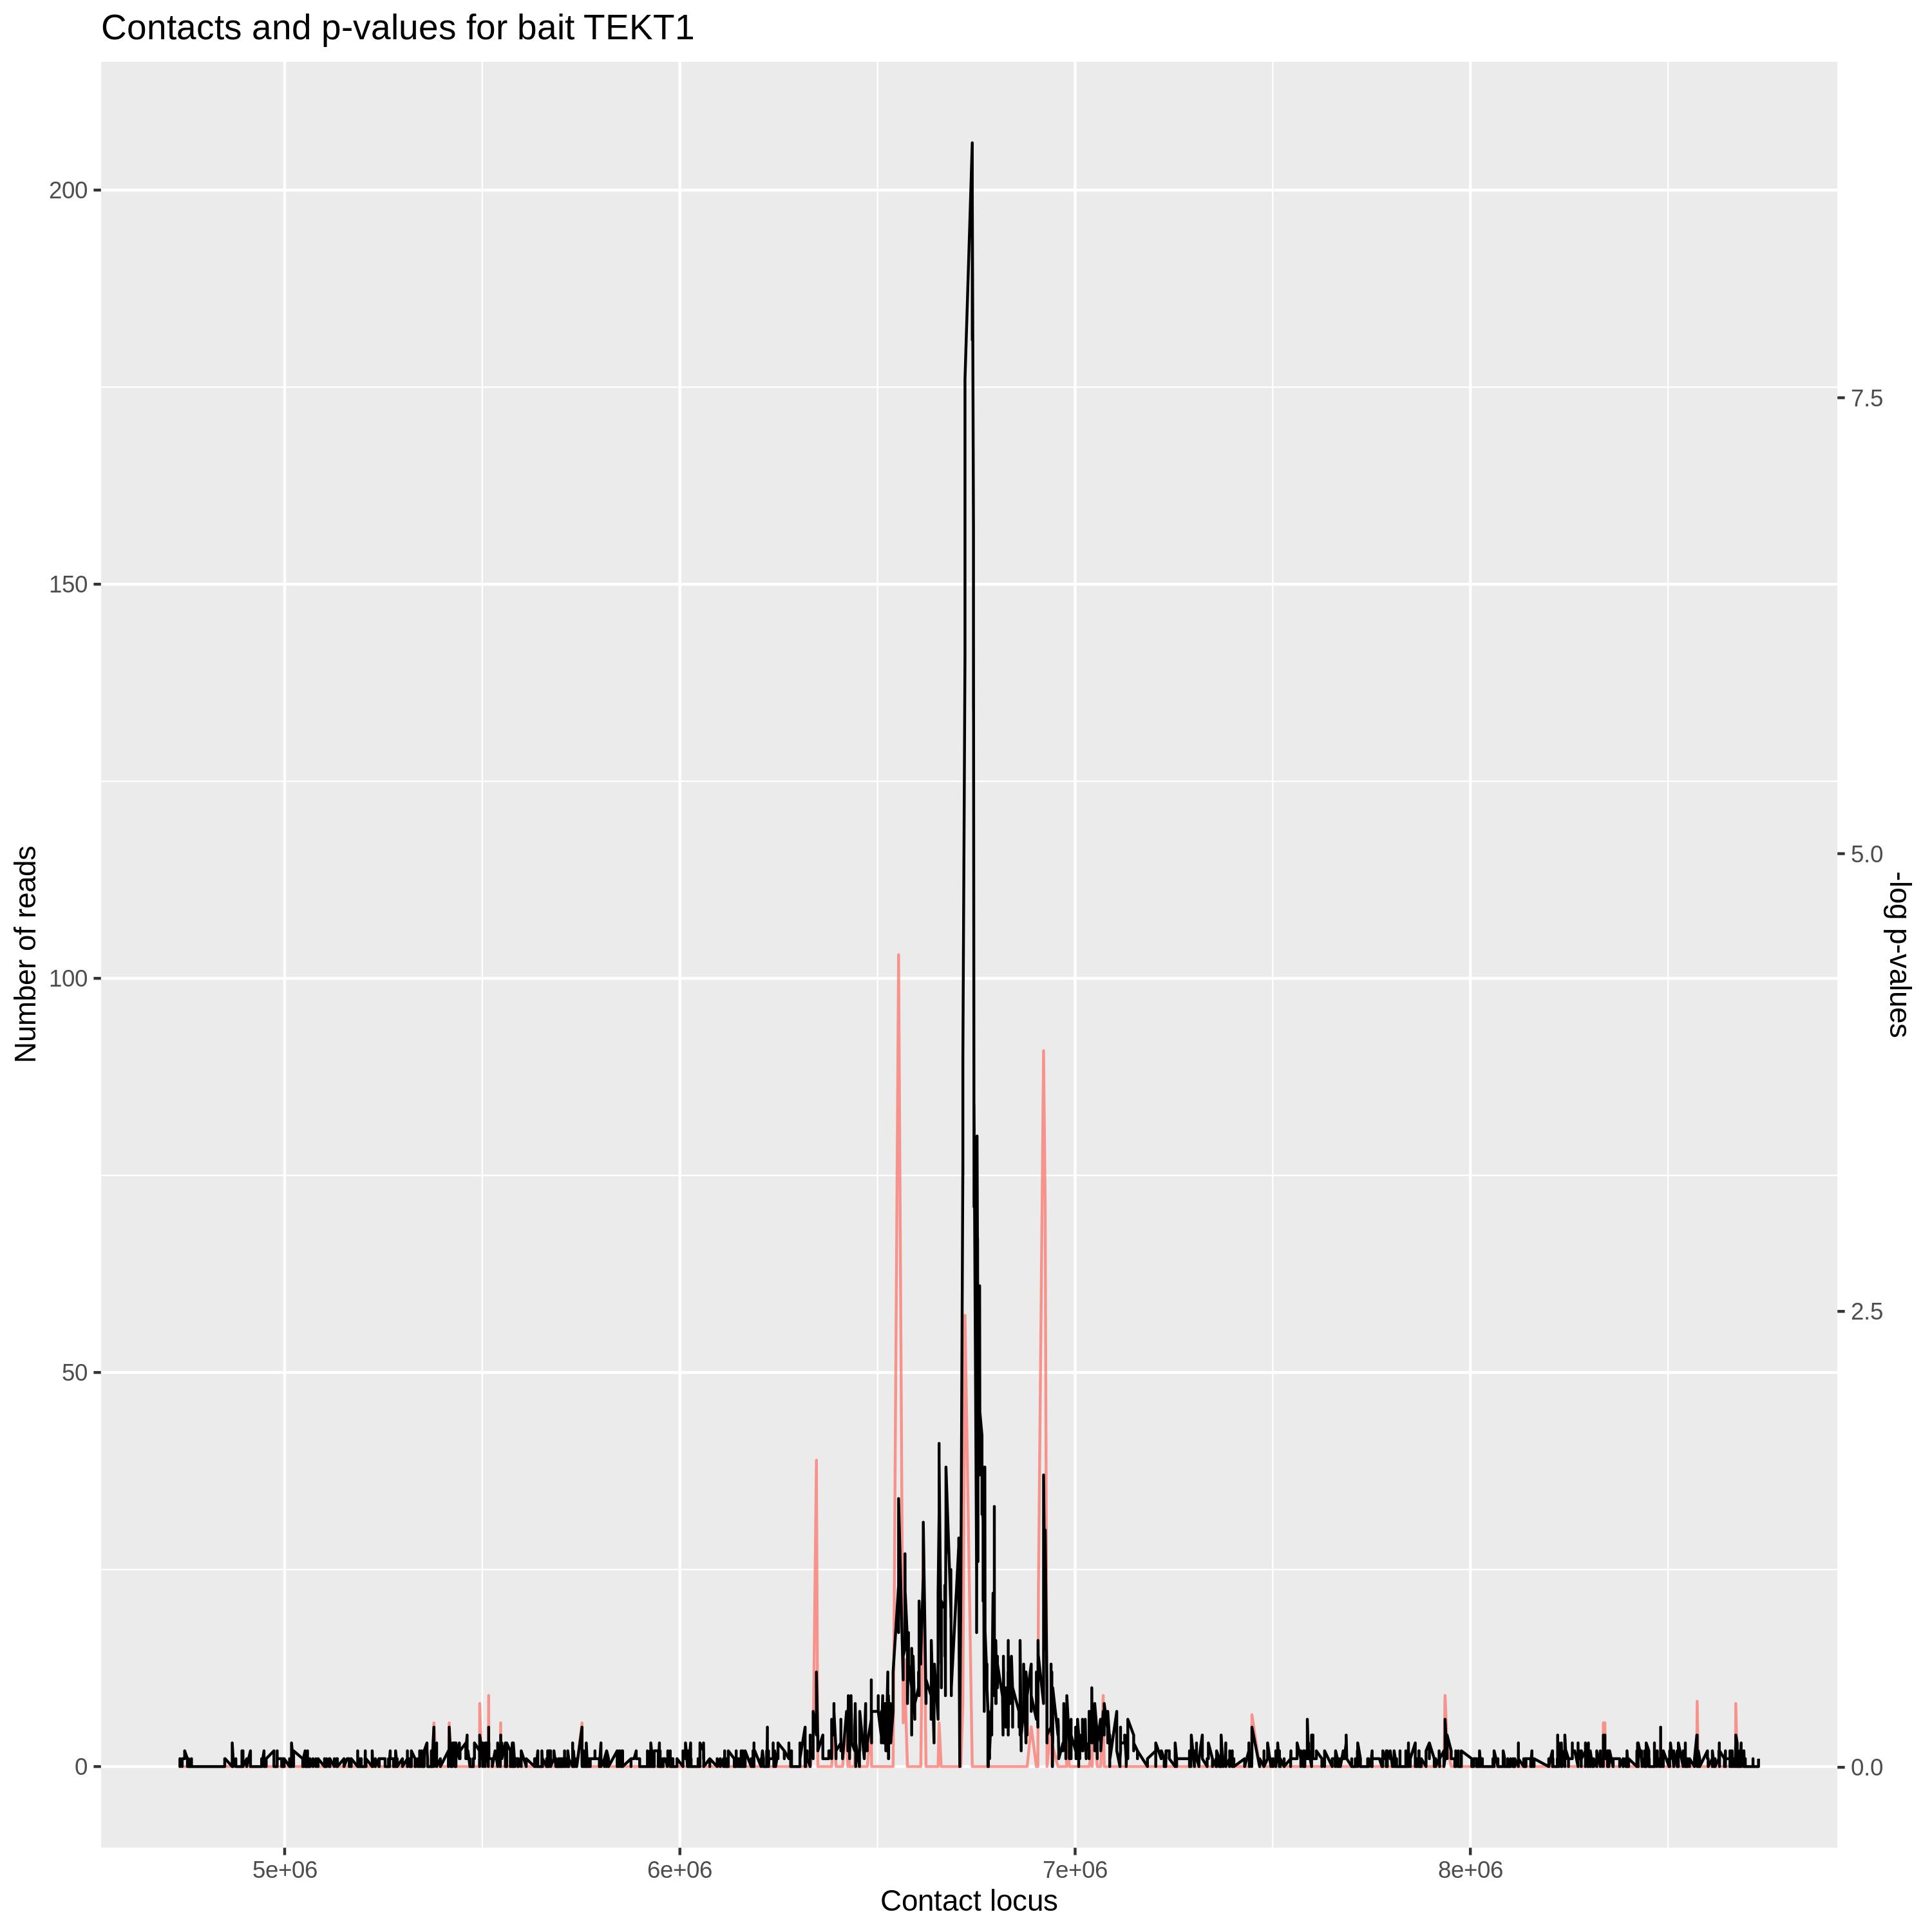 Contacts and p-values for bait TEKT1
200
150
100
50
0
Number of reads
7.5
5.0
2.5
0.0
-log p-values
5e+06
6e+06
7e+06
8e+06
Contact locus